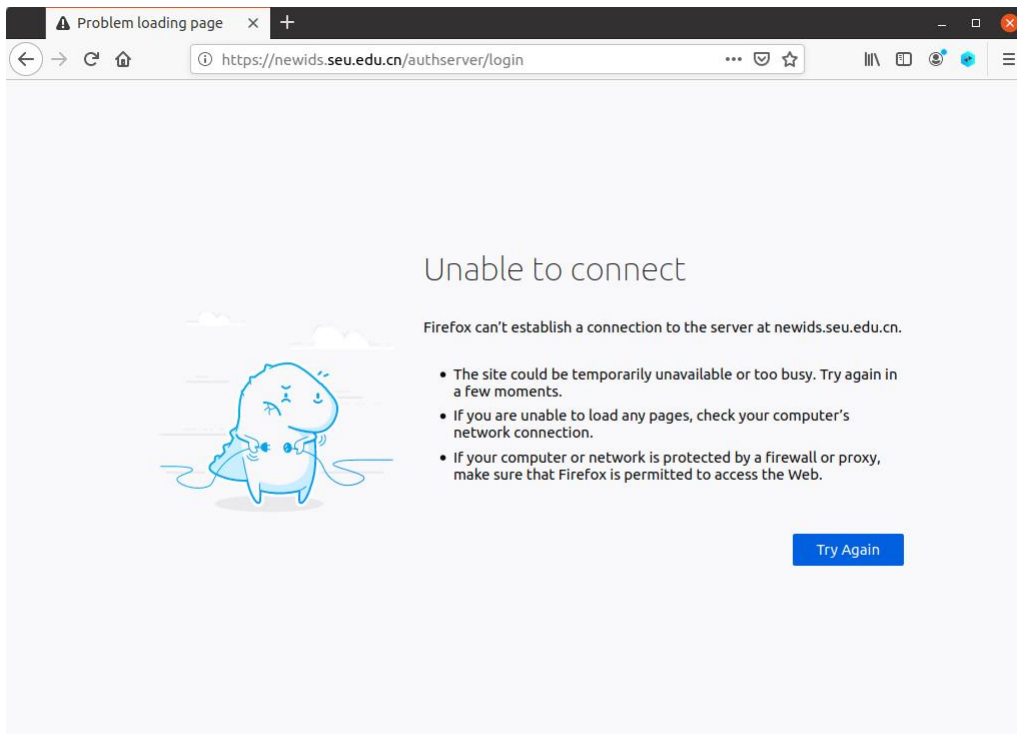 Problem loading page
https://newids.seu.edu.cn/authserver/login
Unable to connect
Firefox can’t establish a connection to the server at newids.seu.edu.cn.
• The site could be temporarily unavailable or too busy. Try again in
a few moments.
• If you are unable to load any pages, check your computer’s
network connection.
• If your computer or network is protected by a firewall or proxy,
make sure that Firefox is permitted to access the Web.
Try Again